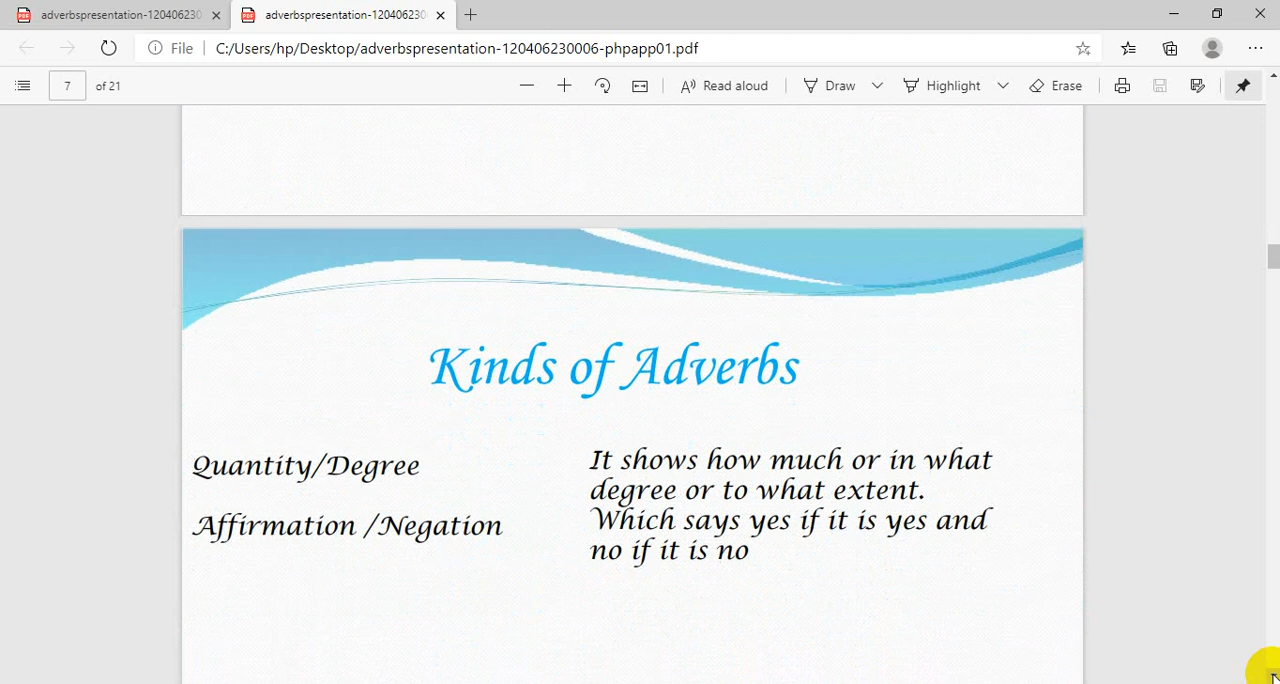 adverbspresentation-120406230
adverbspresentation-120406230
File
C:/Users/hp/Desktop/adverbspresentation-120406230006-phpapp01.pdf
7 of 21
Read aloud
Draw
Highlight
Erase
Kinds of Adverbs
Quantity/Degree
Affirmation /Negation
It shows how much or in what
degree or to what extent.
Which says yes if it is yes and
no if it is no